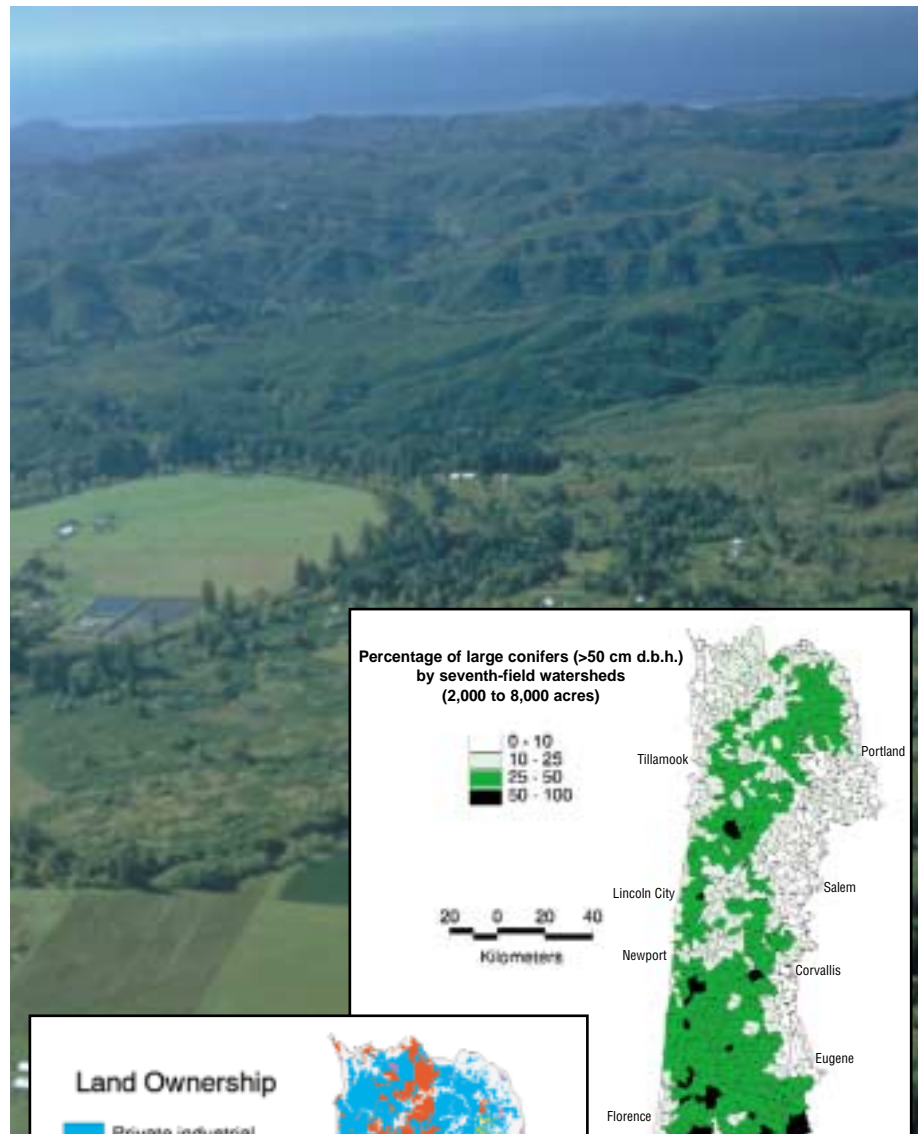 Percentage of large conifers (>50 cm d.b.h.)
by seventh-field watersheds
(2,000 to 8,000 acres)
0 - 10
10 - 25
25 - 50
50 - 100
Tillamook
Portland
Lincoln City
Salem
20 0 20 40
Kilometers
Newport
Corvallis
Eugene
Florence
Land Ownership
Private industrial